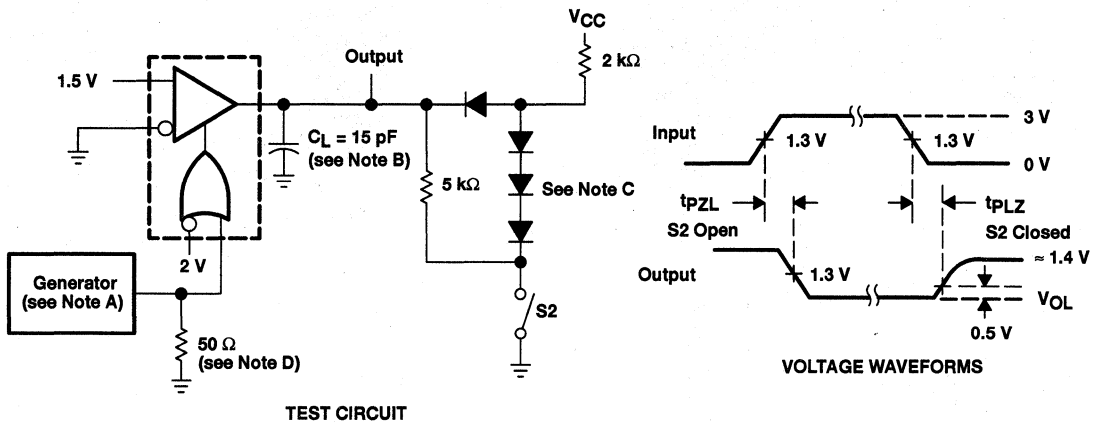 VCC
Output
2 kΩ
1.5 V
CL = 15 pF
(see Note B)
5 kΩ
See Note C
2 V
Generator
(see Note A)
50 Ω
(see Note D)
S2
TEST CIRCUIT
Input
3 V
1.3 V
1.3 V
0 V
tPZL
tPLZ
S2 Open
S2 Closed
≈ 1.4 V
Output
1.3 V
VOL
0.5 V
VOLTAGE WAVEFORMS